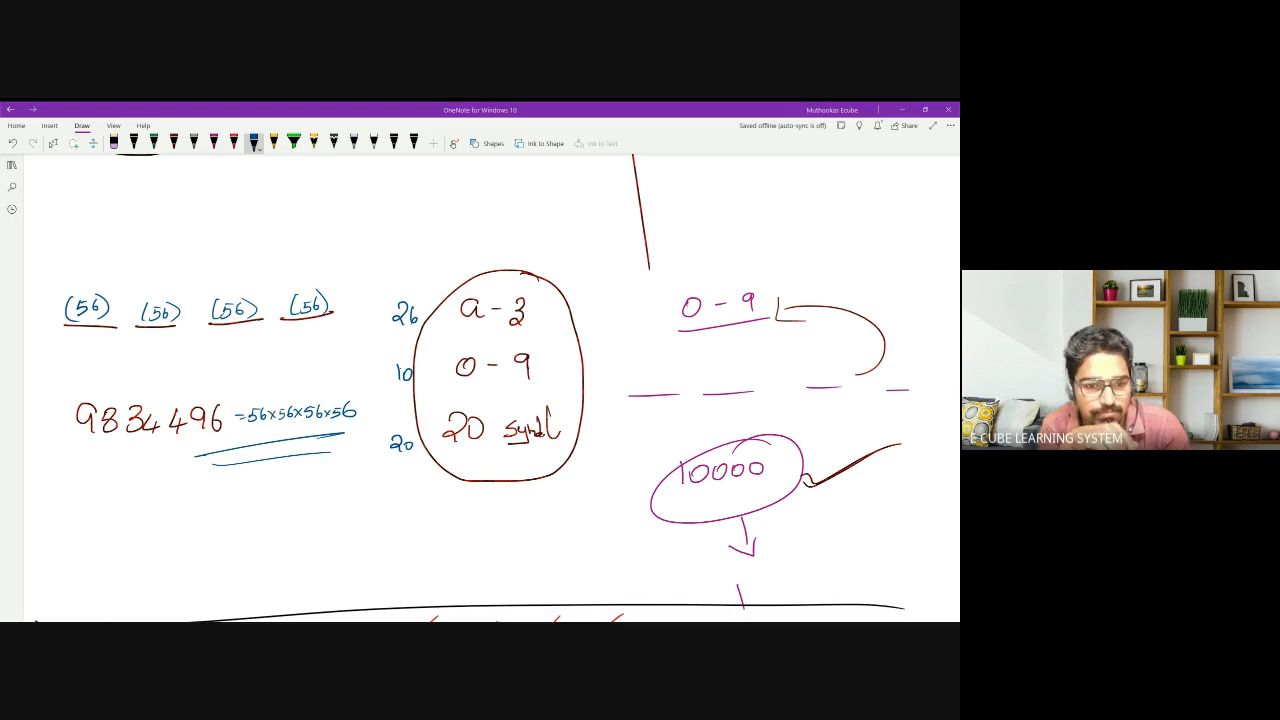 OneNote for Windows 10
Muthookas Ecube
Home Insert Draw View Help
Saved offline (auto-sync is off)
Share
Shapes
Ink to Shape
Ink to Text
(56) (56) (56) (56)
26 a - z
10 0 - 9
20 20
9834496 = 56×56×56×56
0 - 9
10000
E CUBE LEARNING SYSTEM